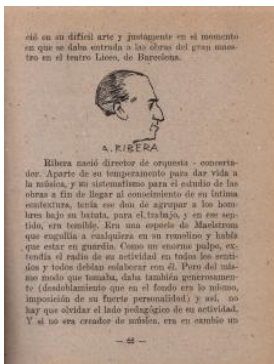 ció en su difícil arte y justamente en el momento
en que se daba entrada a las obras del gran maes-
tro en el teatro Liceo, de Barcelona.
A. RIBERA
Ribera nació director de orquesta - concerta-
dor. Aparte de su temperamento para dar vida a
la música, y su sistematismo para el estudio de las
obras a fin de llegar al conocimiento de su íntima
contextura, tenía ese don de agrupar a los hom-
bres bajo su batuta, para el trabajo, y en ese sen-
tido, era temible. Era una especie de Maelstrom
que engullía a cualquiera en su remolino y había
que estar en guardia. Como un enorme pulpo, ex-
tendía el radio de su actividad en todos los senti-
dos y todos debían colaborar con él. Pero del mis-
mo modo que tomaba, daba también generosamen-
te (desdoblamiento que en el fondo era lo mismo,
imposición de su fuerte personalidad) y así, no
hay que olvidar el lado pedagógico de su actividad.
Y si no era creador de música, era en cambio un
— 66 —